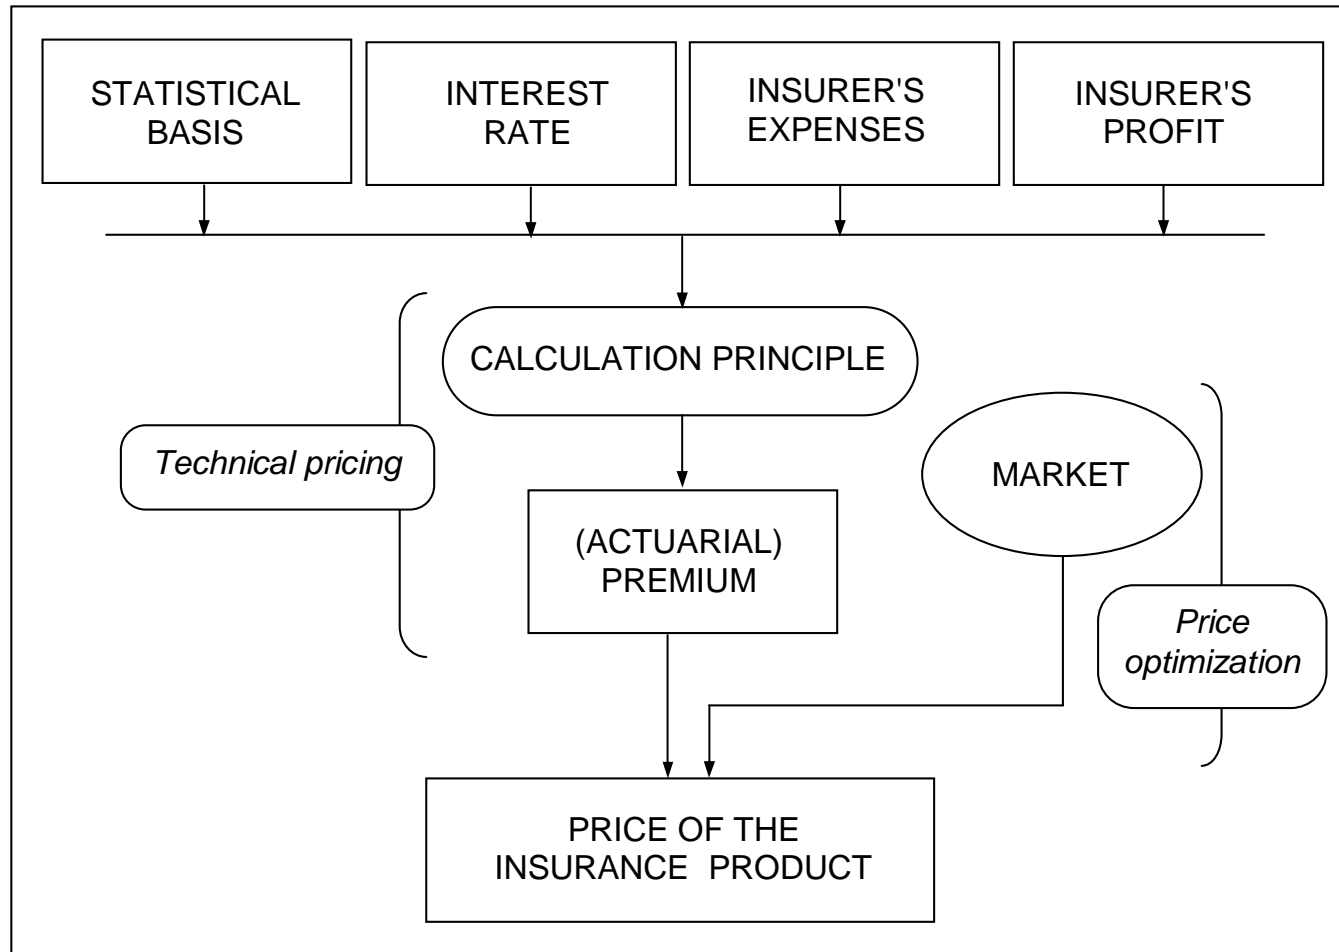 STATISTICAL
BASIS
INTEREST
RATE
INSURER'S
EXPENSES
INSURER'S
PROFIT
CALCULATION PRINCIPLE
Technical pricing
MARKET
(ACTUARIAL)
PREMIUM
Price
optimization
PRICE OF THE
INSURANCE PRODUCT